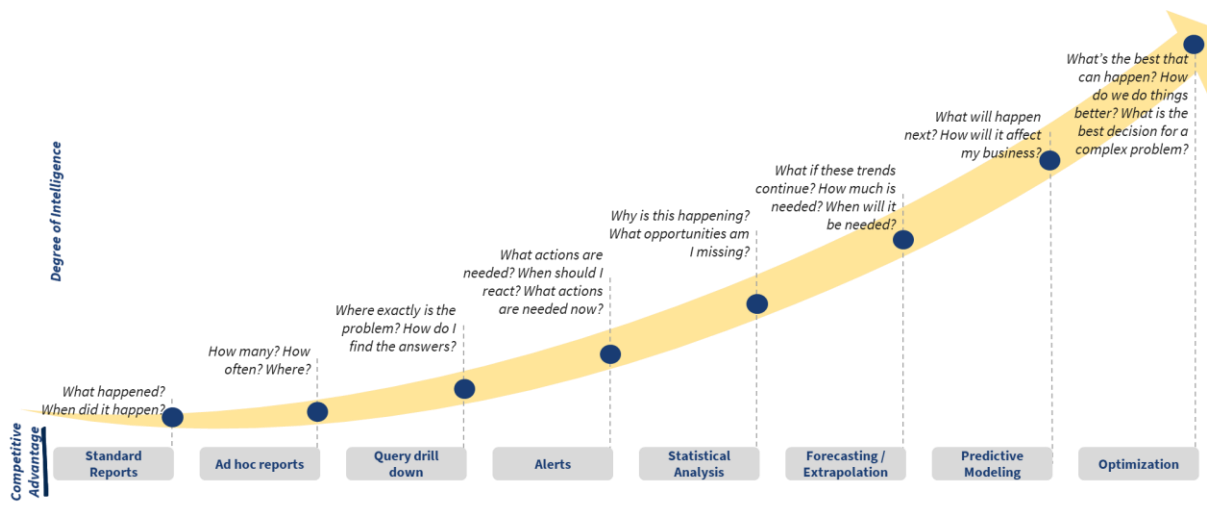 What's the best that
can happen? How
do we do things
better? What is the
best decision for a
complex problem?
What will happen
next? How will it affect
my business?
What if these trends
continue? How much is
needed? When will it
be needed?
Why is this happening?
What opportunities am
I missing?
What actions are
needed? When should I
react? What actions
are needed now?
Where exactly is the
problem? How do I
find the answers?
How many? How
often? Where?
What happened?
When did it happen?
Degree of Intelligence
Competitive
Advantage
Standard
Reports
Ad hoc reports
Query drill
down
Alerts
Statistical
Analysis
Forecasting /
Extrapolation
Predictive
Modeling
Optimization